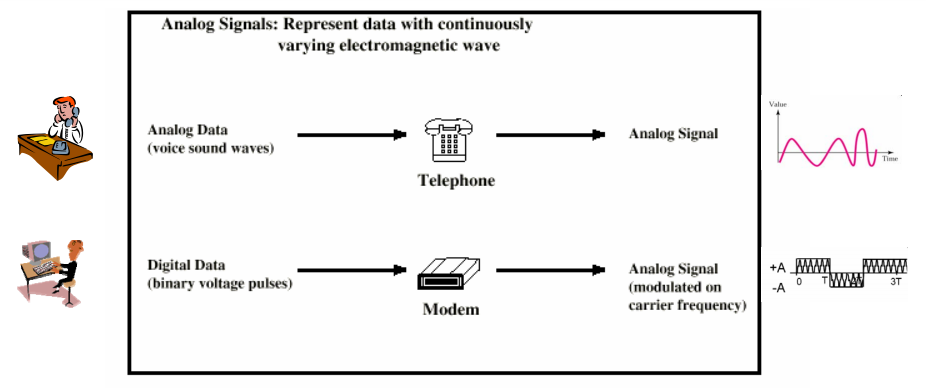 Analog Signals: Represent data with continuously
varying electromagnetic wave
Analog Data
(voice sound waves)
Telephone
Analog Signal
Value
Time
Digital Data
(binary voltage pulses)
Modem
Analog Signal
(modulated on
carrier frequency)
+A
-A
0
T
3T